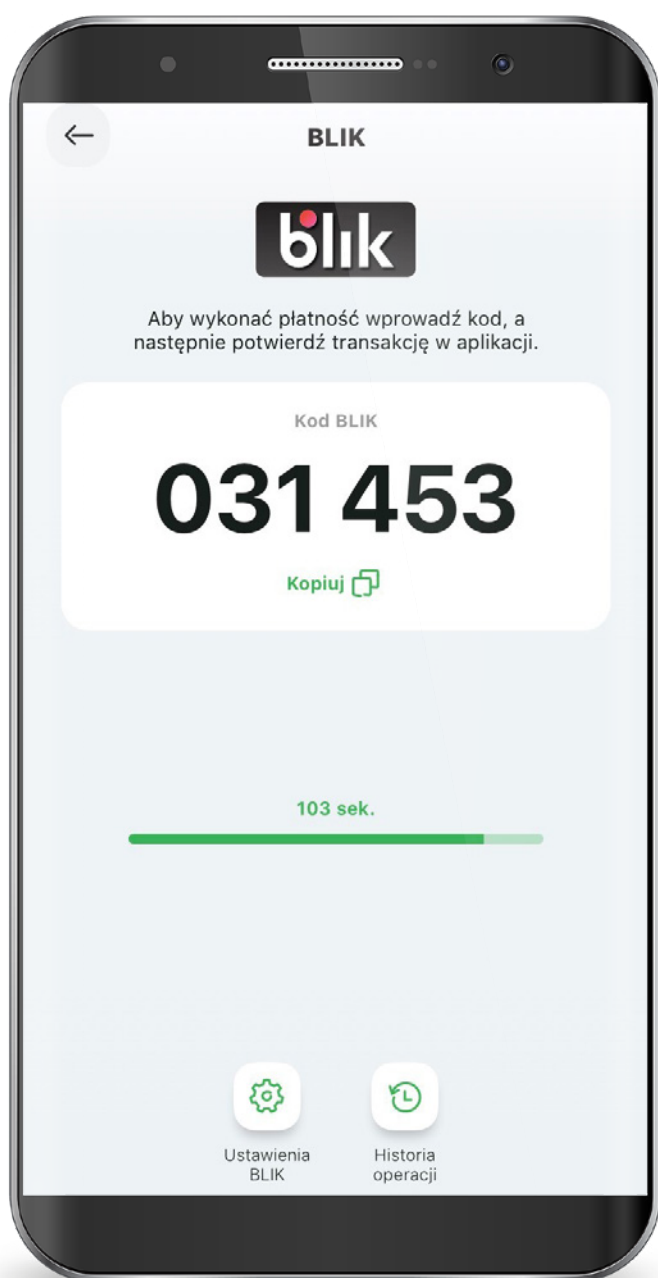 BLIK
blik
Aby wykonać płatność wprowadź kod, a
następnie potwierdź transakcję w aplikacji.
Kod BLIK
031 453
Kopiuj
103 sek.
Ustawienia
BLIK
Historia
operacji